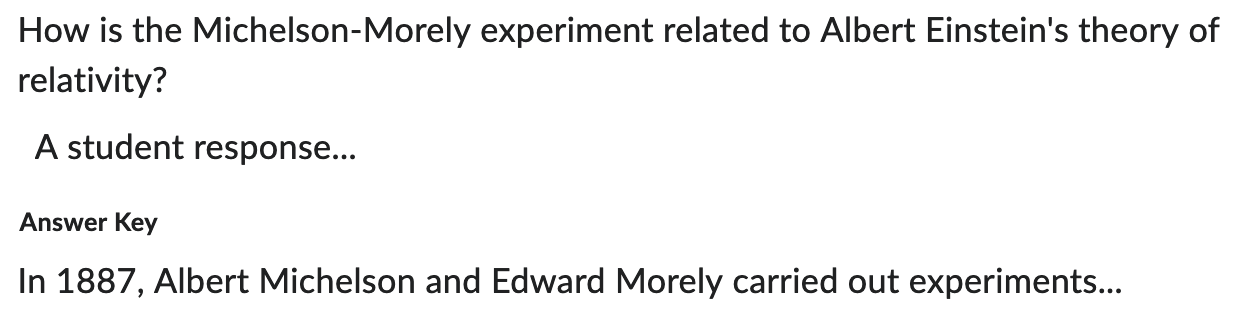 How is the Michelson-Morely experiment related to Albert Einstein's theory of
relativity?
A student response...
Answer Key
In 1887, Albert Michelson and Edward Morely carried out experiments...